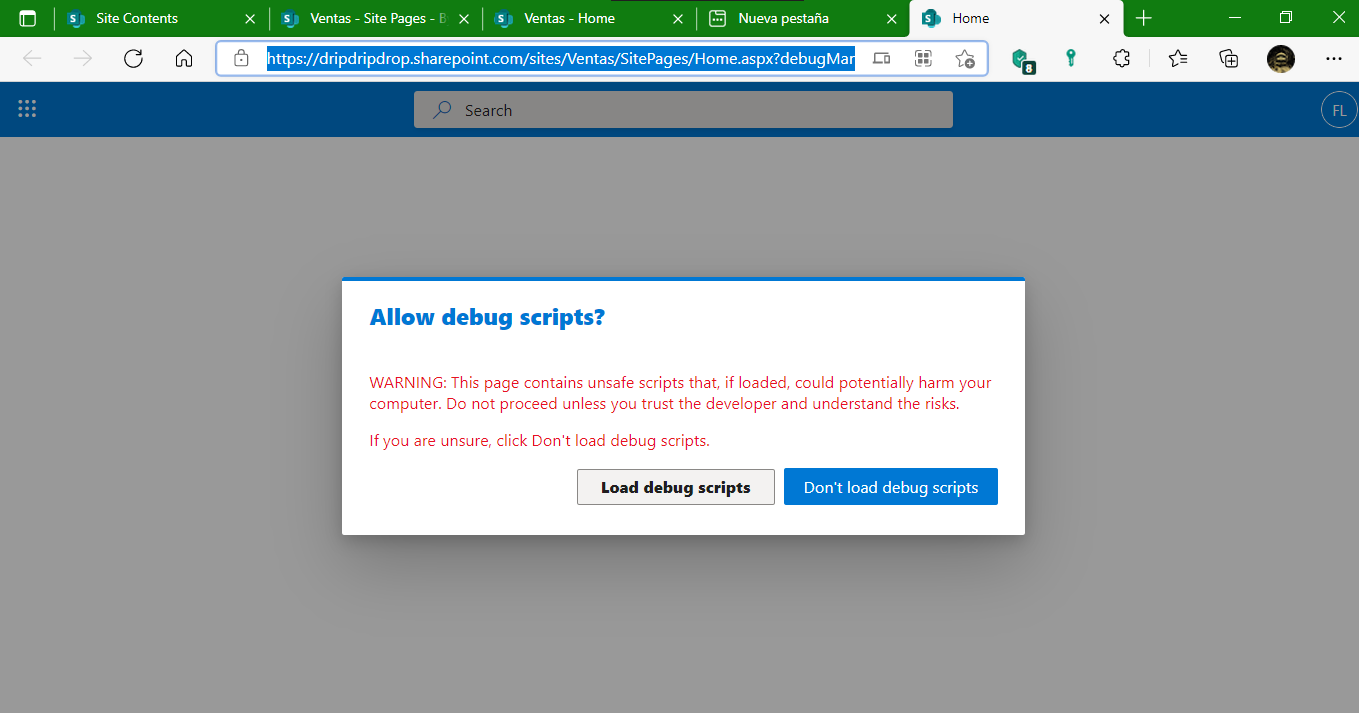 Site Contents
Ventas - Site Pages - B
Ventas - Home
Nueva pestaña
Home
https://dripdripdrop.sharepoint.com/sites/Ventas/SitePages/Home.aspx?debugMan
8
Search
FL
Allow debug scripts?
WARNING: This page contains unsafe scripts that, if loaded, could potentially harm your
computer. Do not proceed unless you trust the developer and understand the risks.
If you are unsure, click Don't load debug scripts.
Load debug scripts
Don't load debug scripts